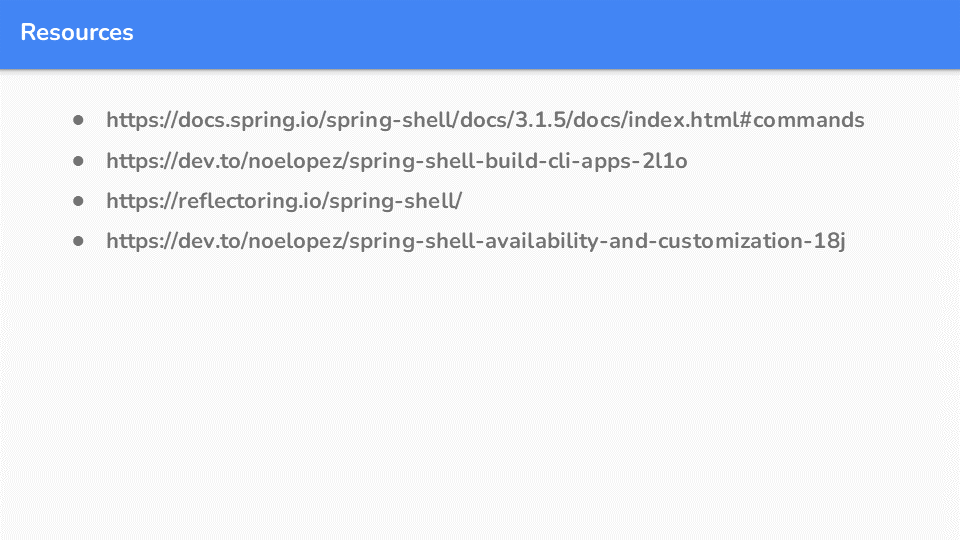 Resources
● https://docs.spring.io/spring-shell/docs/3.1.5/docs/index.html#commands
● https://dev.to/noelopez/spring-shell-build-cli-apps-2l1o
● https://reflectoring.io/spring-shell/
● https://dev.to/noelopez/spring-shell-availability-and-customization-18j